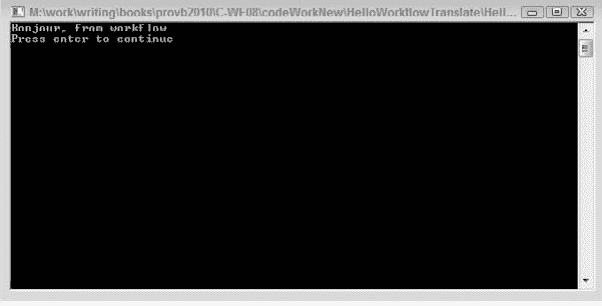 M:\work\writing\books\provb2010\C-WF08\codeWorkNew\HelloWorkflowTranslate\Hell...
Bonjour, from workflow
Press enter to continue